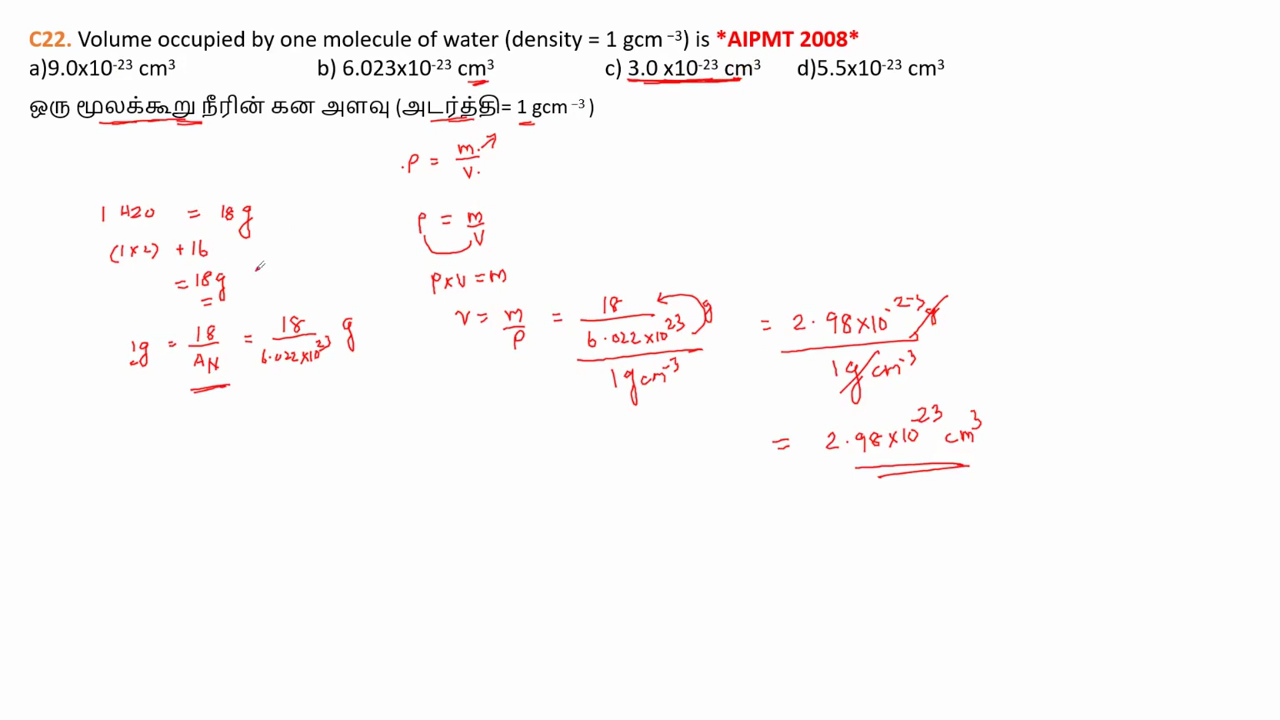 C22. Volume occupied by one molecule of water (density = 1 gcm⁻³) is *AIPMT 2008*
a)9.0x10⁻²³ cm³ b) 6.023x10⁻²³ cm³ c) 3.0 x10⁻²³ cm³ d)5.5x10⁻²³ cm³
ஒரு மூலக்கூறு நீரின் கன அளவு (அடர்த்தி= 1 gcm⁻³ )
ρ = m/V
1 H2O = 18g
(1x2) + 16
= 18g
1g = 18/AN = 18/6.022x10²³ g
ρ = m/V
ρxV = m
V = m/ρ = 18/6.022x10²³ g / 1gcm⁻³ = 2.98x10⁻²³ g / 1g cm⁻³
= 2.98x10⁻²³ cm³